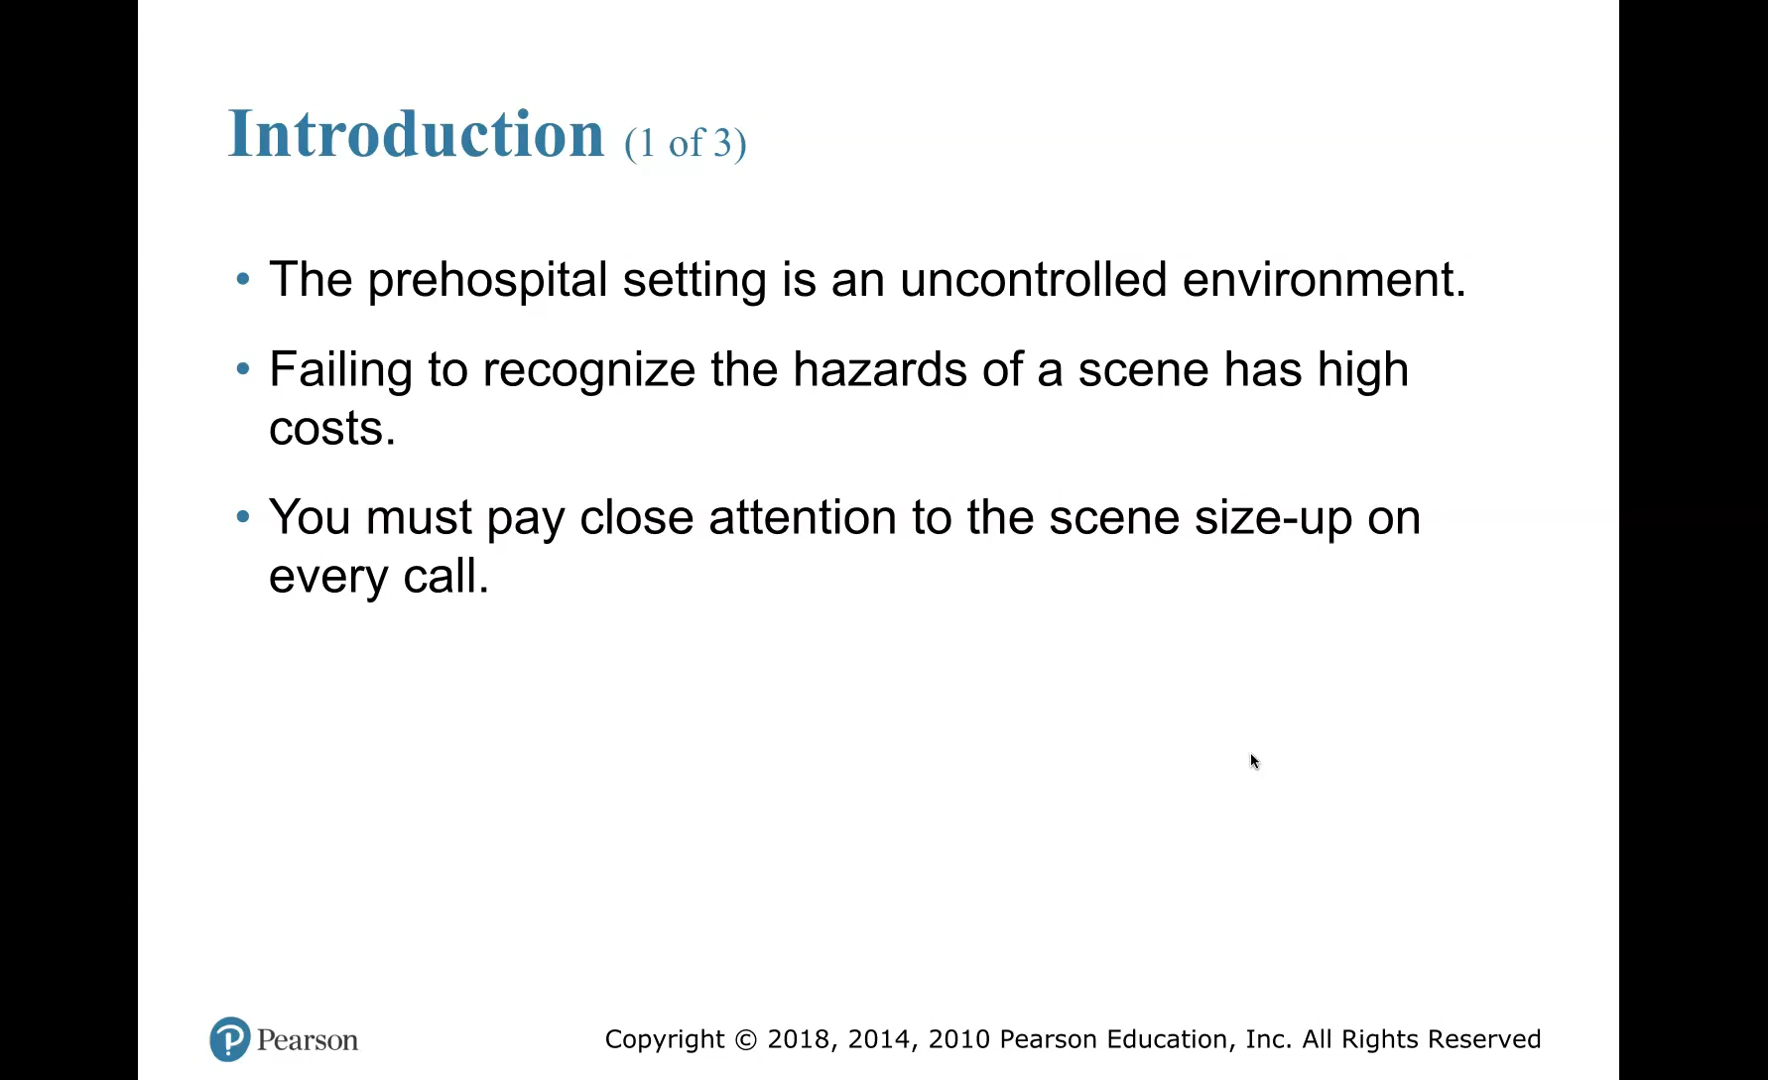 Introduction (1 of 3)
• The prehospital setting is an uncontrolled environment.
• Failing to recognize the hazards of a scene has high
costs.
• You must pay close attention to the scene size-up on
every call.
Pearson
Copyright © 2018, 2014, 2010 Pearson Education, Inc. All Rights Reserved